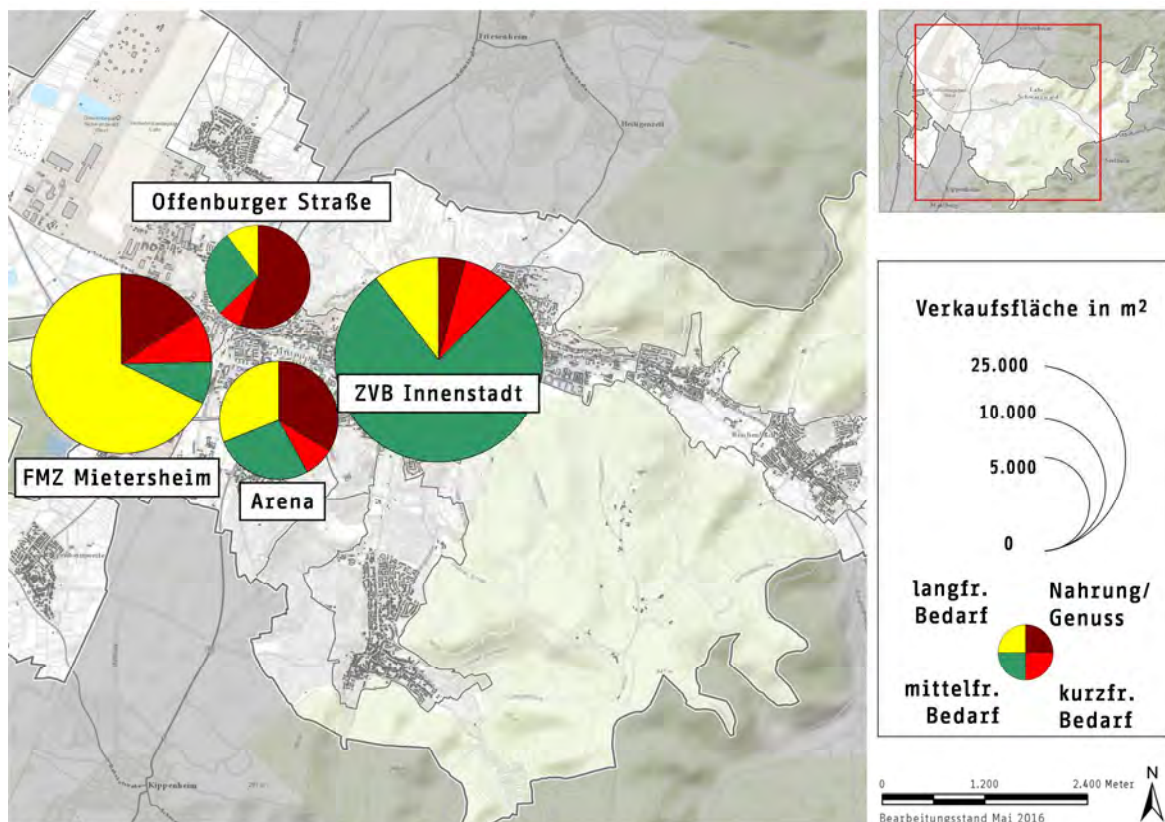 Offenburger Straße
FMZ Mietersheim
Arena
ZVB Innenstadt
Heiligenzell
Kippenheim
Verkaufsfläche in m²
25.000
10.000
5.000
0
langfr.
Bedarf
Nahrung/
Genuss
mittelfr.
Bedarf
kurzfr.
Bedarf
0
1.200
2.400 Meter
N
Bearbeitungsstand Mai 2016